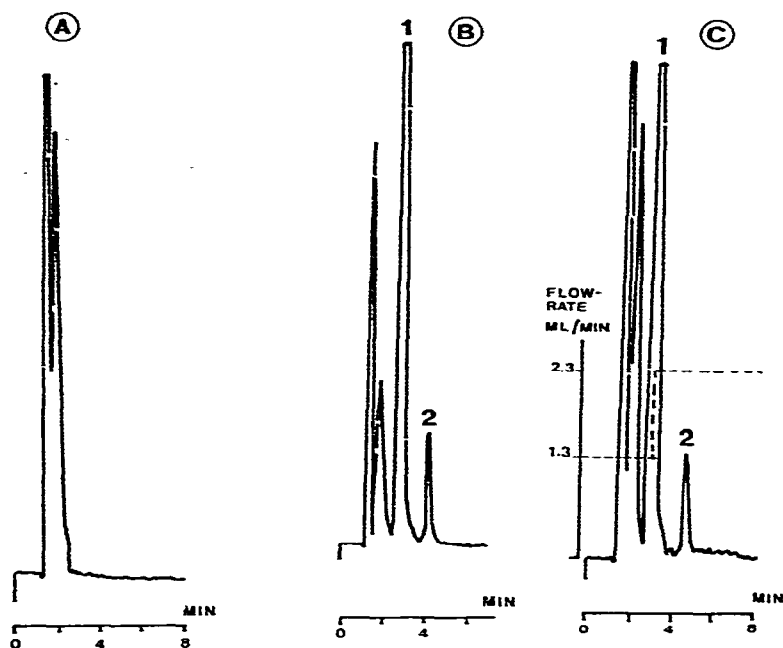 A
B
C
1
2
1
2
FLOW-
RATE
ML/MIN
2.3
1.3
MIN
0 4 8
MIN
0 4
MIN
0 4 8